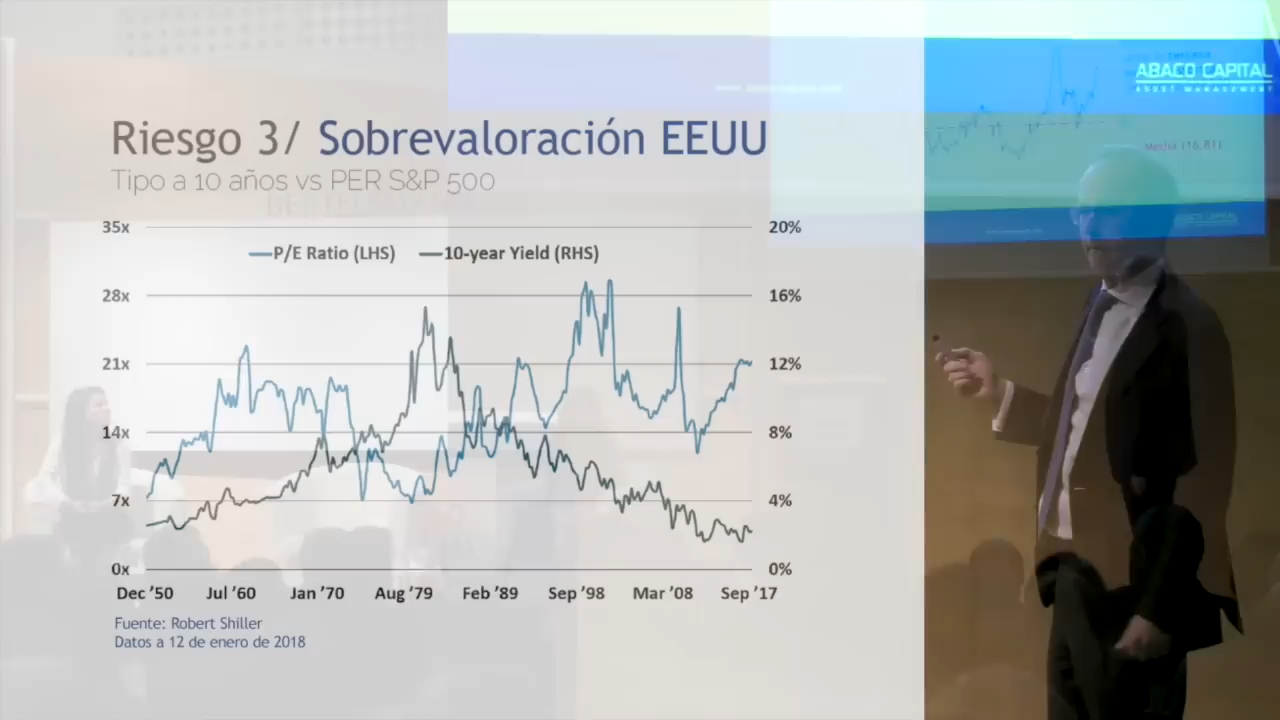 ABACO CAPITAL
ASSET MANAGEMENT
Media (16,81)
Riesgo 3/ Sobrevaloración EEUU
Tipo a 10 años vs PER S&P 500
35x
20%
P/E Ratio (LHS)
10-year Yield (RHS)
28x
16%
21x
12%
14x
8%
7x
4%
0x
0%
Dec '50 Jul '60 Jan '70 Aug '79 Feb '89 Sep '98 Mar '08 Sep '17
Fuente: Robert Shiller
Datos a 12 de enero de 2018
ABACO CAPITAL